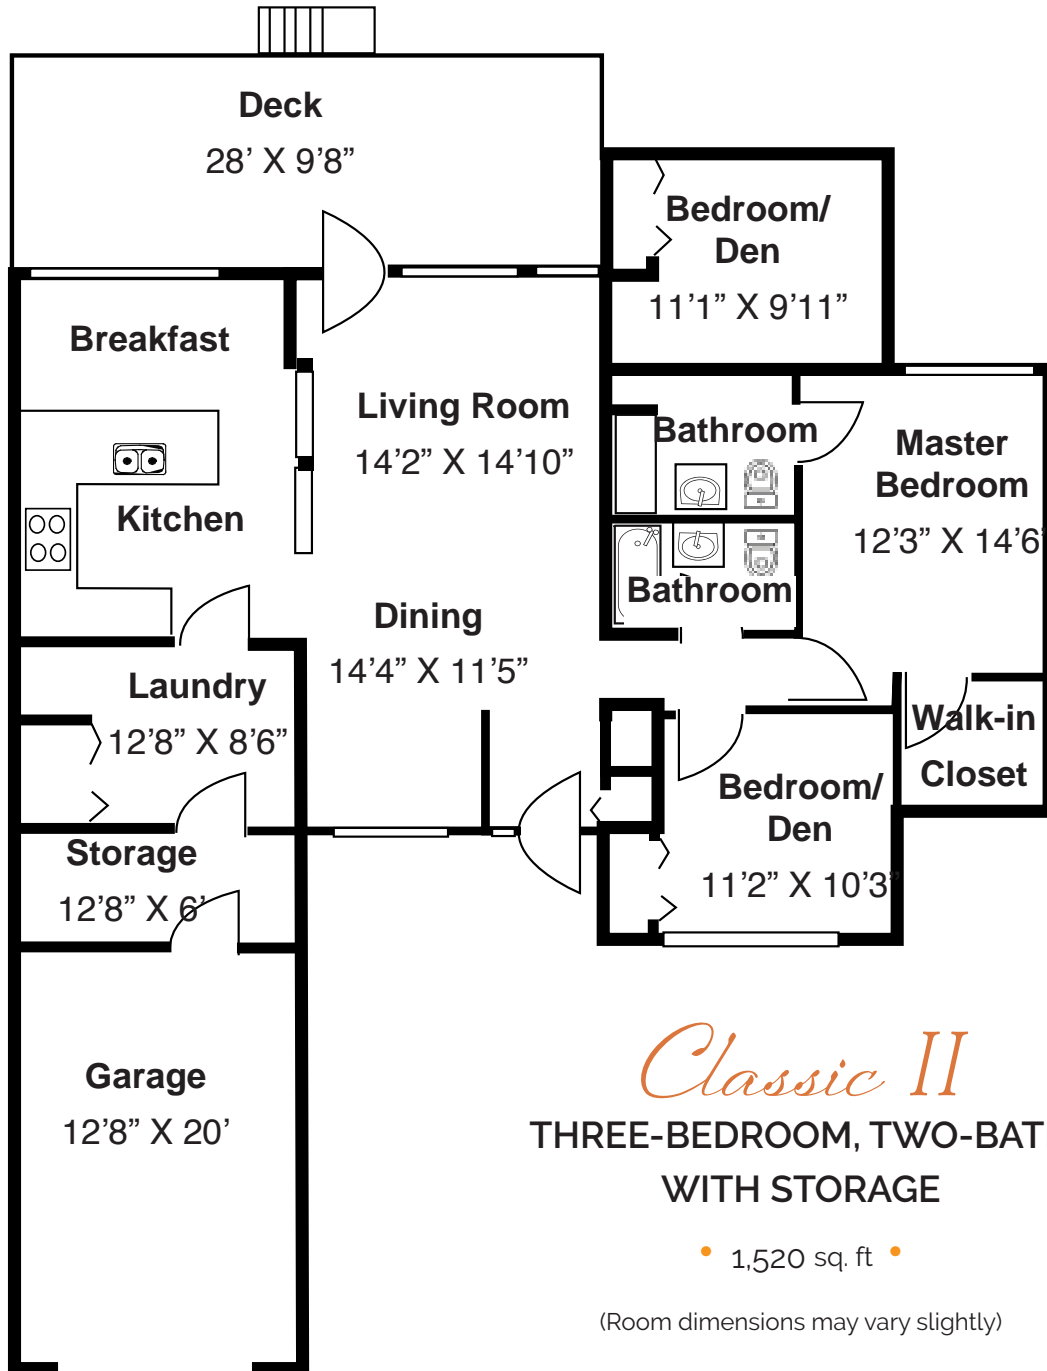 Deck
28’ X 9’8”
Bedroom/
Den
11’1” X 9’11”
Breakfast
Living Room
14’2” X 14’10”
Bathroom
Master
Bedroom
12’3” X 14’6’
Kitchen
Bathroom
Dining
14’4” X 11’5”
Laundry
12’8” X 8’6”
Walk-in
Closet
Bedroom/
Den
11’2” X 10’3”
Storage
12’8” X 6’
Garage
12’8” X 20’
Classic II
THREE-BEDROOM, TWO-BAT
WITH STORAGE
• 1,520 sq. ft •
(Room dimensions may vary slightly)